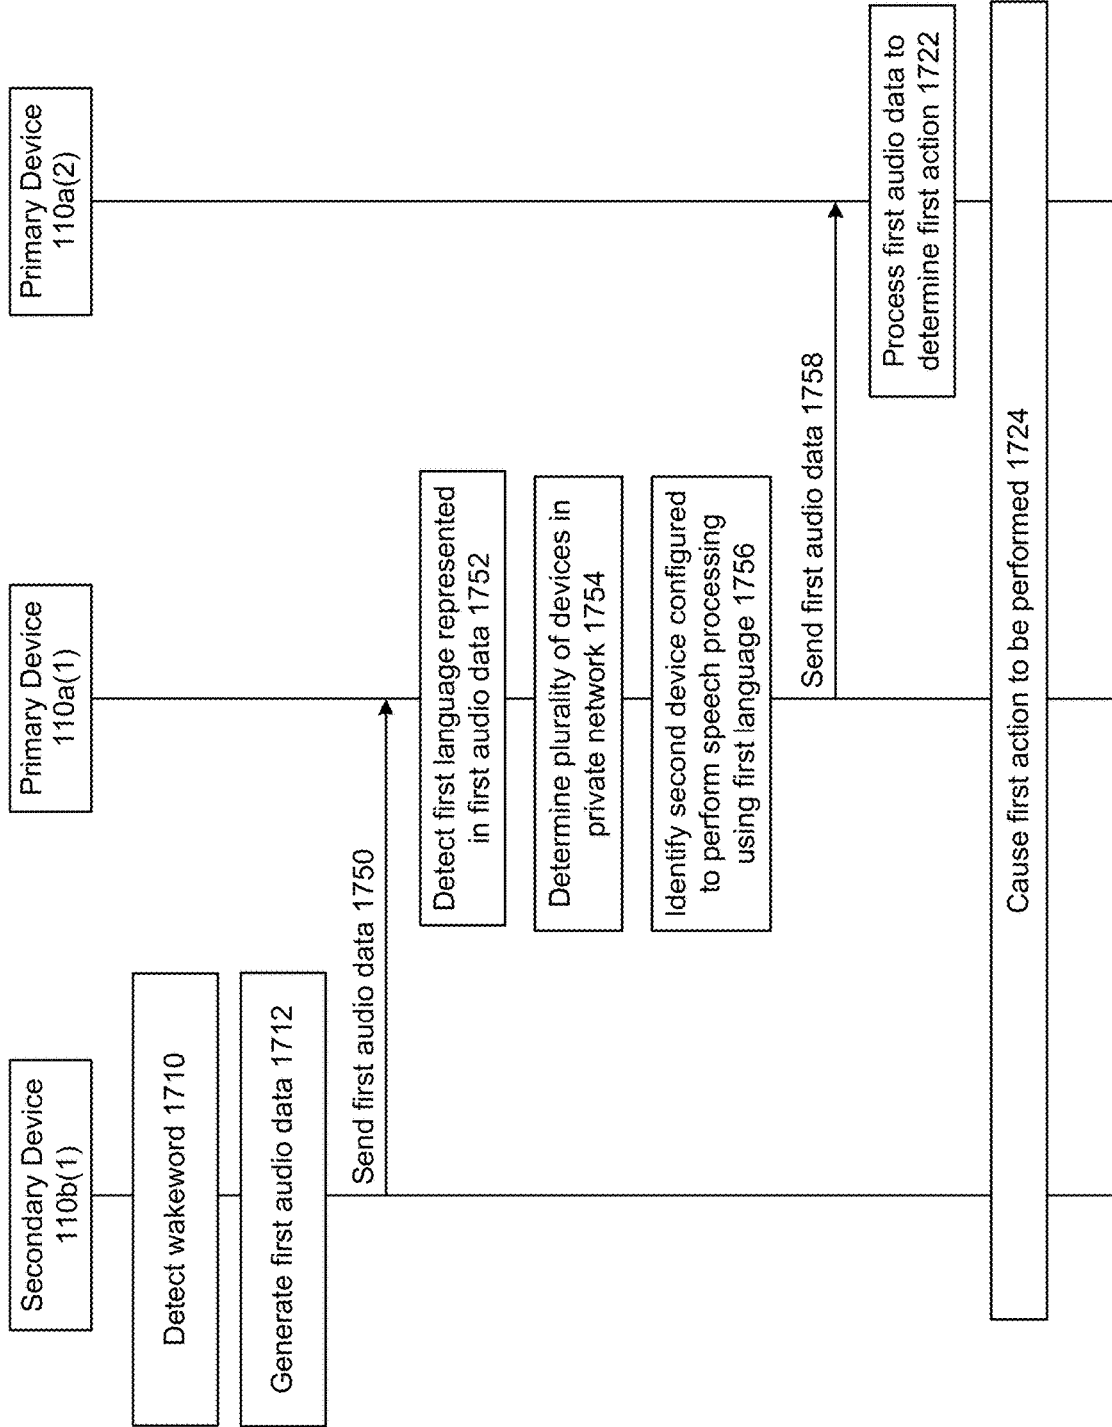 Secondary Device
110b(1)
Primary Device
110a(1)
Primary Device
110a(2)
Detect wakeword 1710
Generate first audio data 1712
Send first audio data 1750
Detect first language represented
in first audio data 1752
Determine plurality of devices in
private network 1754
Identify second device configured
to perform speech processing
using first language 1756
Send first audio data 1758
Process first audio data to
determine first action 1722
Cause first action to be performed 1724